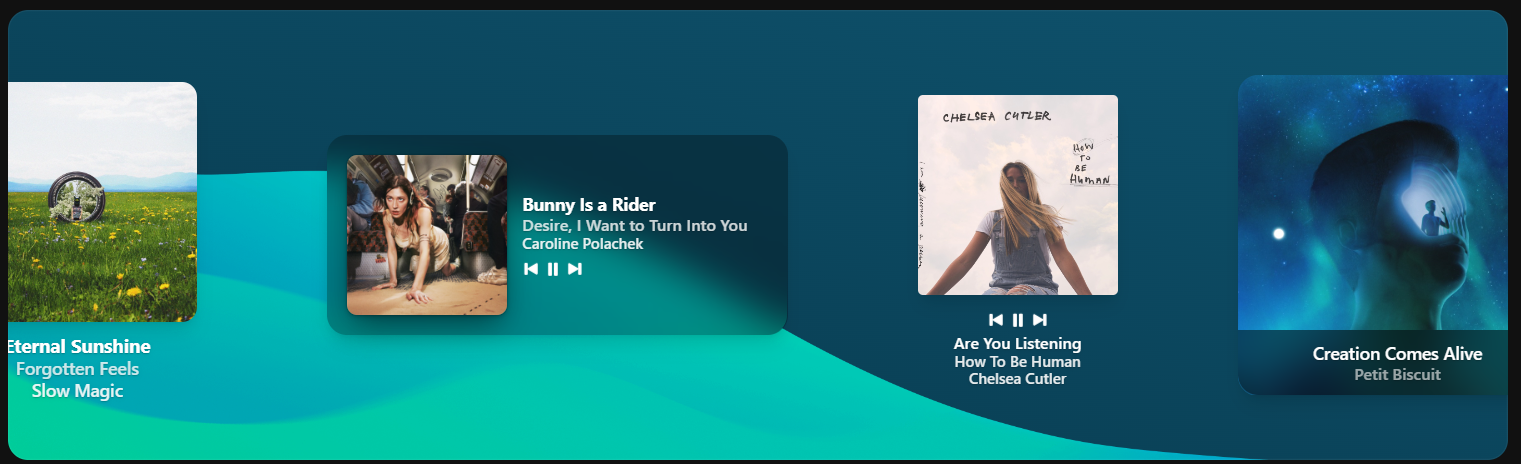 Eternal Sunshine
Forgotten Feels
Slow Magic
Bunny Is a Rider
Desire, I Want to Turn Into You
Caroline Polachek
CHELSEA CUTLER
HOW
TO
BE
HUMAN
Are You Listening
How To Be Human
Chelsea Cutler
Creation Comes Alive
Petit Biscuit